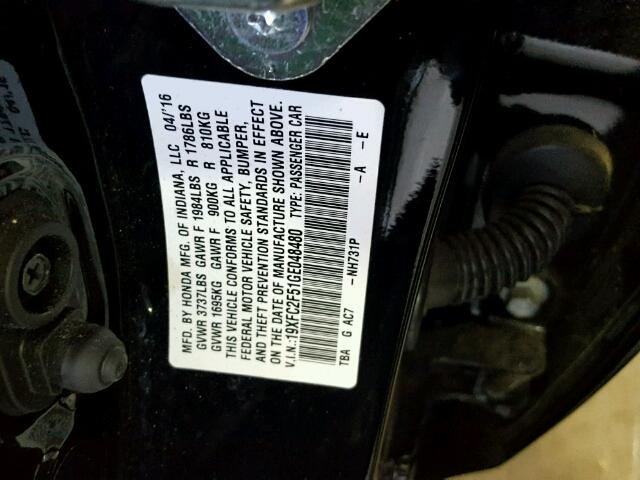 MFD. BY HONDA MFG. OF INDIANA, LLC 04/'16
GVWR 3737LBS GAWR F 1984LBS R 1786LBS
GVWR 1695KG GAWR F 900KG R 810KG
THIS VEHICLE CONFORMS TO ALL APPLICABLE
FEDERAL MOTOR VEHICLE SAFETY, BUMPER,
AND THEFT PREVENTION STANDARDS IN EFFECT
ON THE DATE OF MANUFACTURE SHOWN ABOVE.
V.I.N.:19XFC2F51GE048480 TYPE: PASSENGER CAR
-NH731P -A -E
TBA G AC7